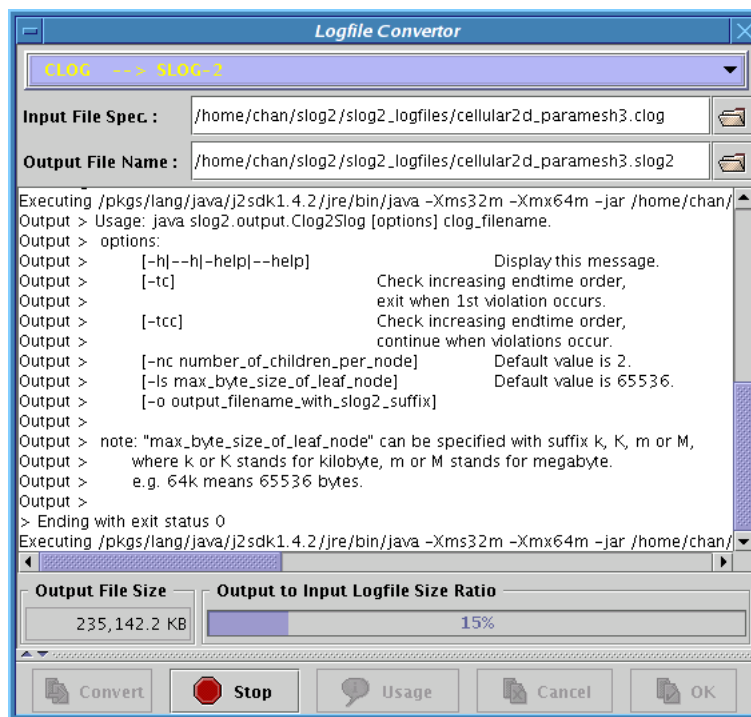 Logfile Convertor
CLOG --> SLOG-2
Input File Spec. : /home/chan/slog2/slog2_logfiles/cellular2d_paramesh3.clog
Output File Name : /home/chan/slog2/slog2_logfiles/cellular2d_paramesh3.slog2
Executing /pkgs/lang/java/j2sdk1.4.2/jre/bin/java -Xms32m -Xmx64m -jar /home/chan/
Output > Usage: java slog2.output.Clog2Slog [options] clog_filename.
Output > options:
Output > [-h|--h|-help|--help] Display this message.
Output > [-tc] Check increasing endtime order,
Output > exit when 1st violation occurs.
Output > [-tcc] Check increasing endtime order,
Output > continue when violations occur.
Output > [-nc number_of_children_per_node] Default value is 2.
Output > [-ls max_byte_size_of_leaf_node] Default value is 65536.
Output > [-o output_filename_with_slog2_suffix]
Output >
Output > note: "max_byte_size_of_leaf_node" can be specified with suffix k, K, m or M,
Output > where k or K stands for kilobyte, m or M stands for megabyte.
Output > e.g. 64k means 65536 bytes.
Output >
> Ending with exit status 0
Executing /pkgs/lang/java/j2sdk1.4.2/jre/bin/java -Xms32m -Xmx64m -jar /home/chan/
Output File Size Output to Input Logfile Size Ratio
235,142.2 KB 15%
Convert Stop Usage Cancel OK